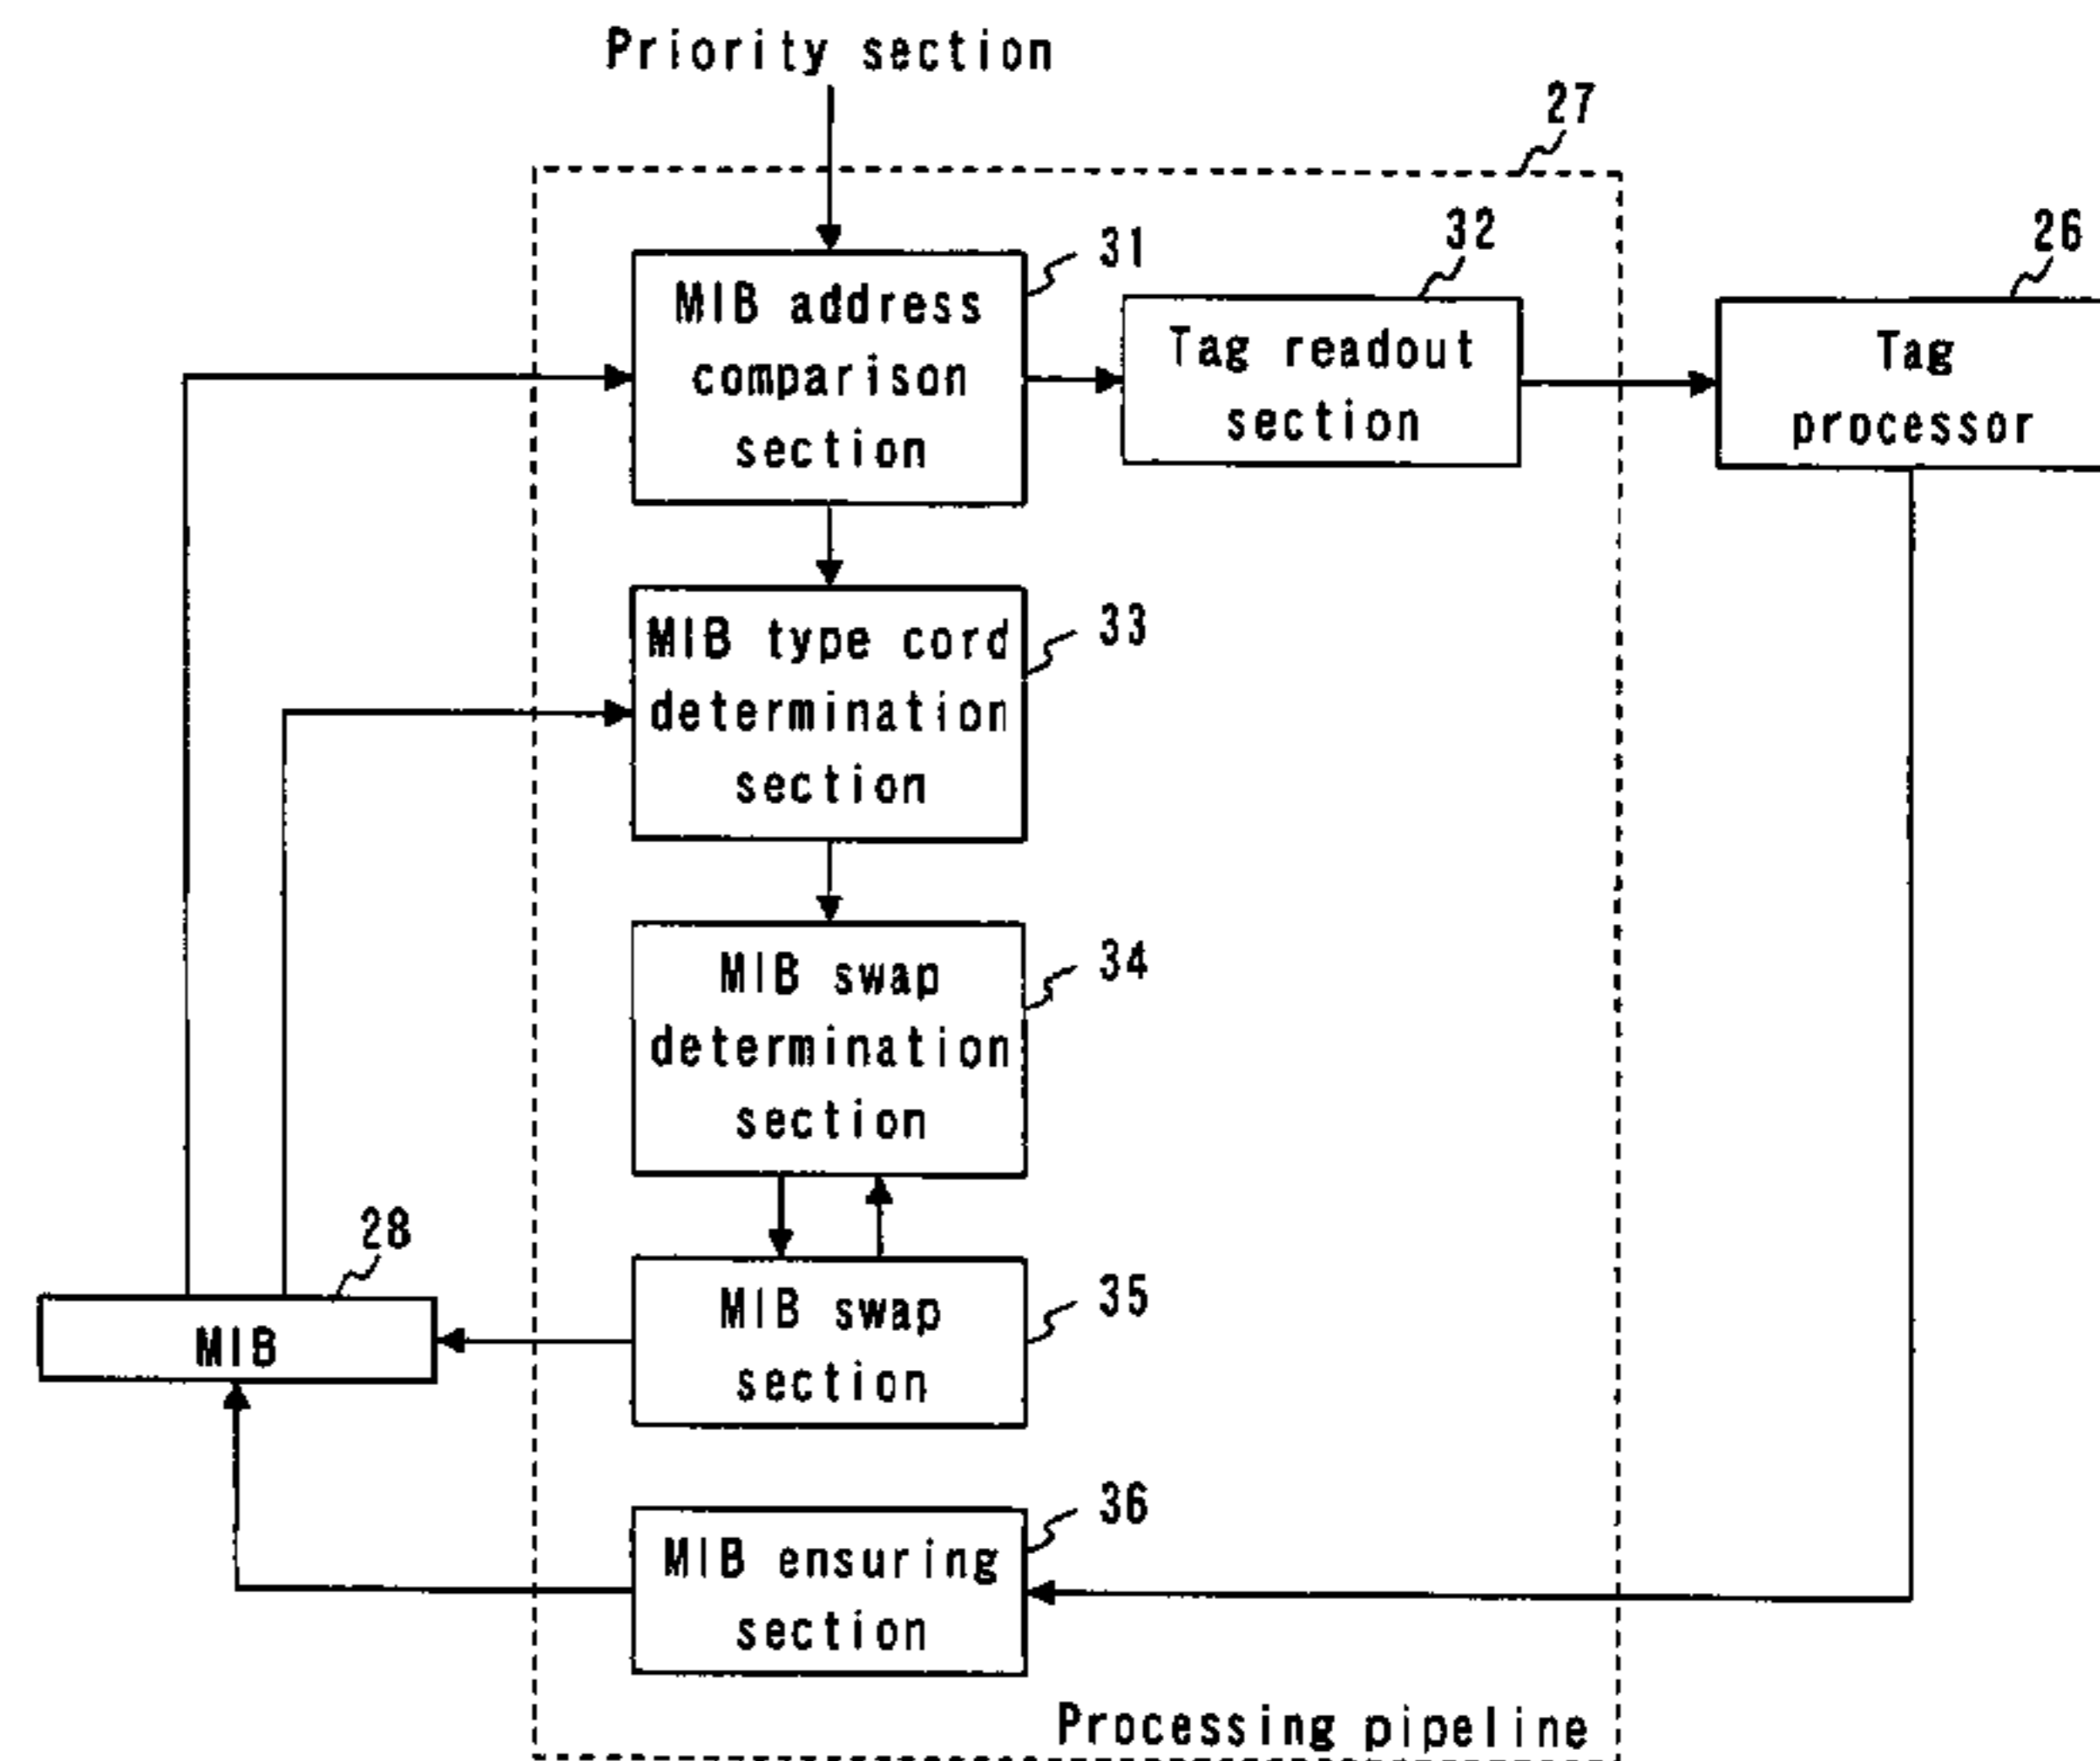 Priority section
27
MIB address
comparison
section
31
Tag readout
section
32
Tag
processor
26
MIB type cord
determination
section
33
MIB swap
determination
section
34
MIB swap
section
35
28
MIB
MIB ensuring
section
36
Processing pipeline